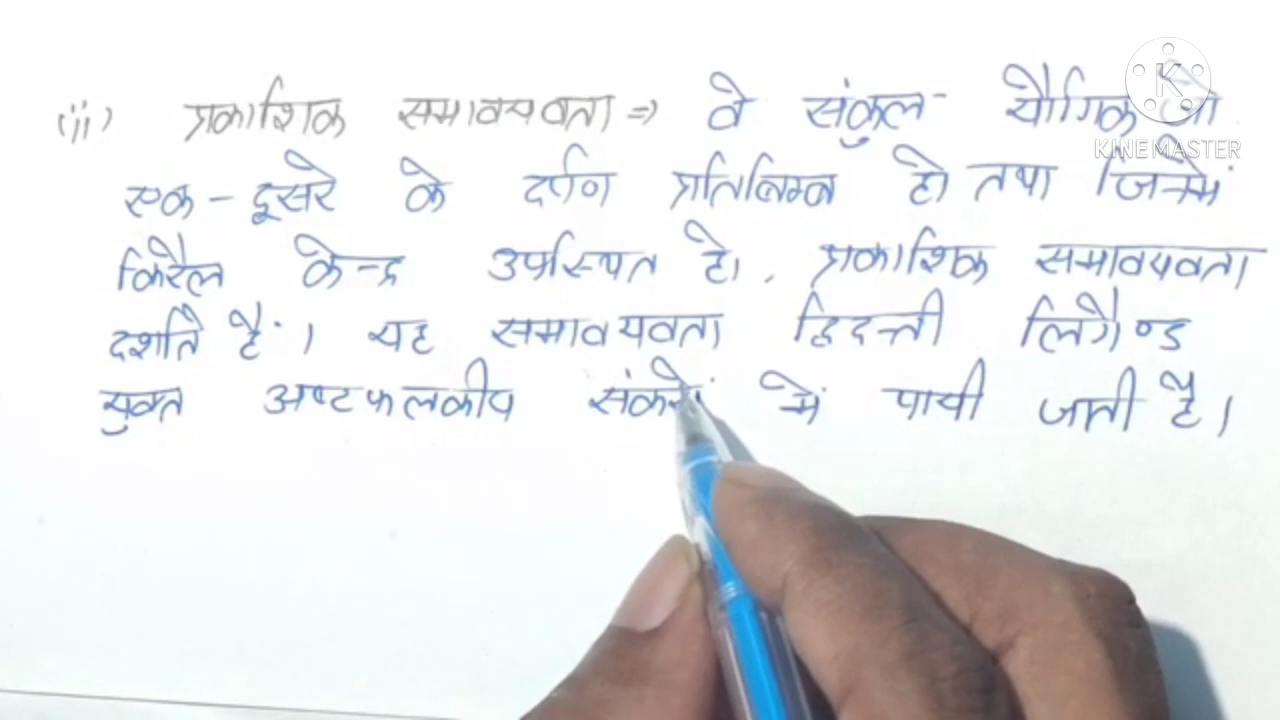 (ii) प्रकाशिक समावयवता ⇒ वे संकुल - यौगिक जो
एक - दूसरे के दर्पण प्रतिबिम्ब हो तथा जिनमें
किरैल केन्द्र उपस्थित हो। प्रकाशिक समावयवता
दर्शाते हैं। यह समावयवता द्विदन्ती लिगैण्ड
युक्त अष्टफलकीय में पायी जाती है।
KINEMASTER